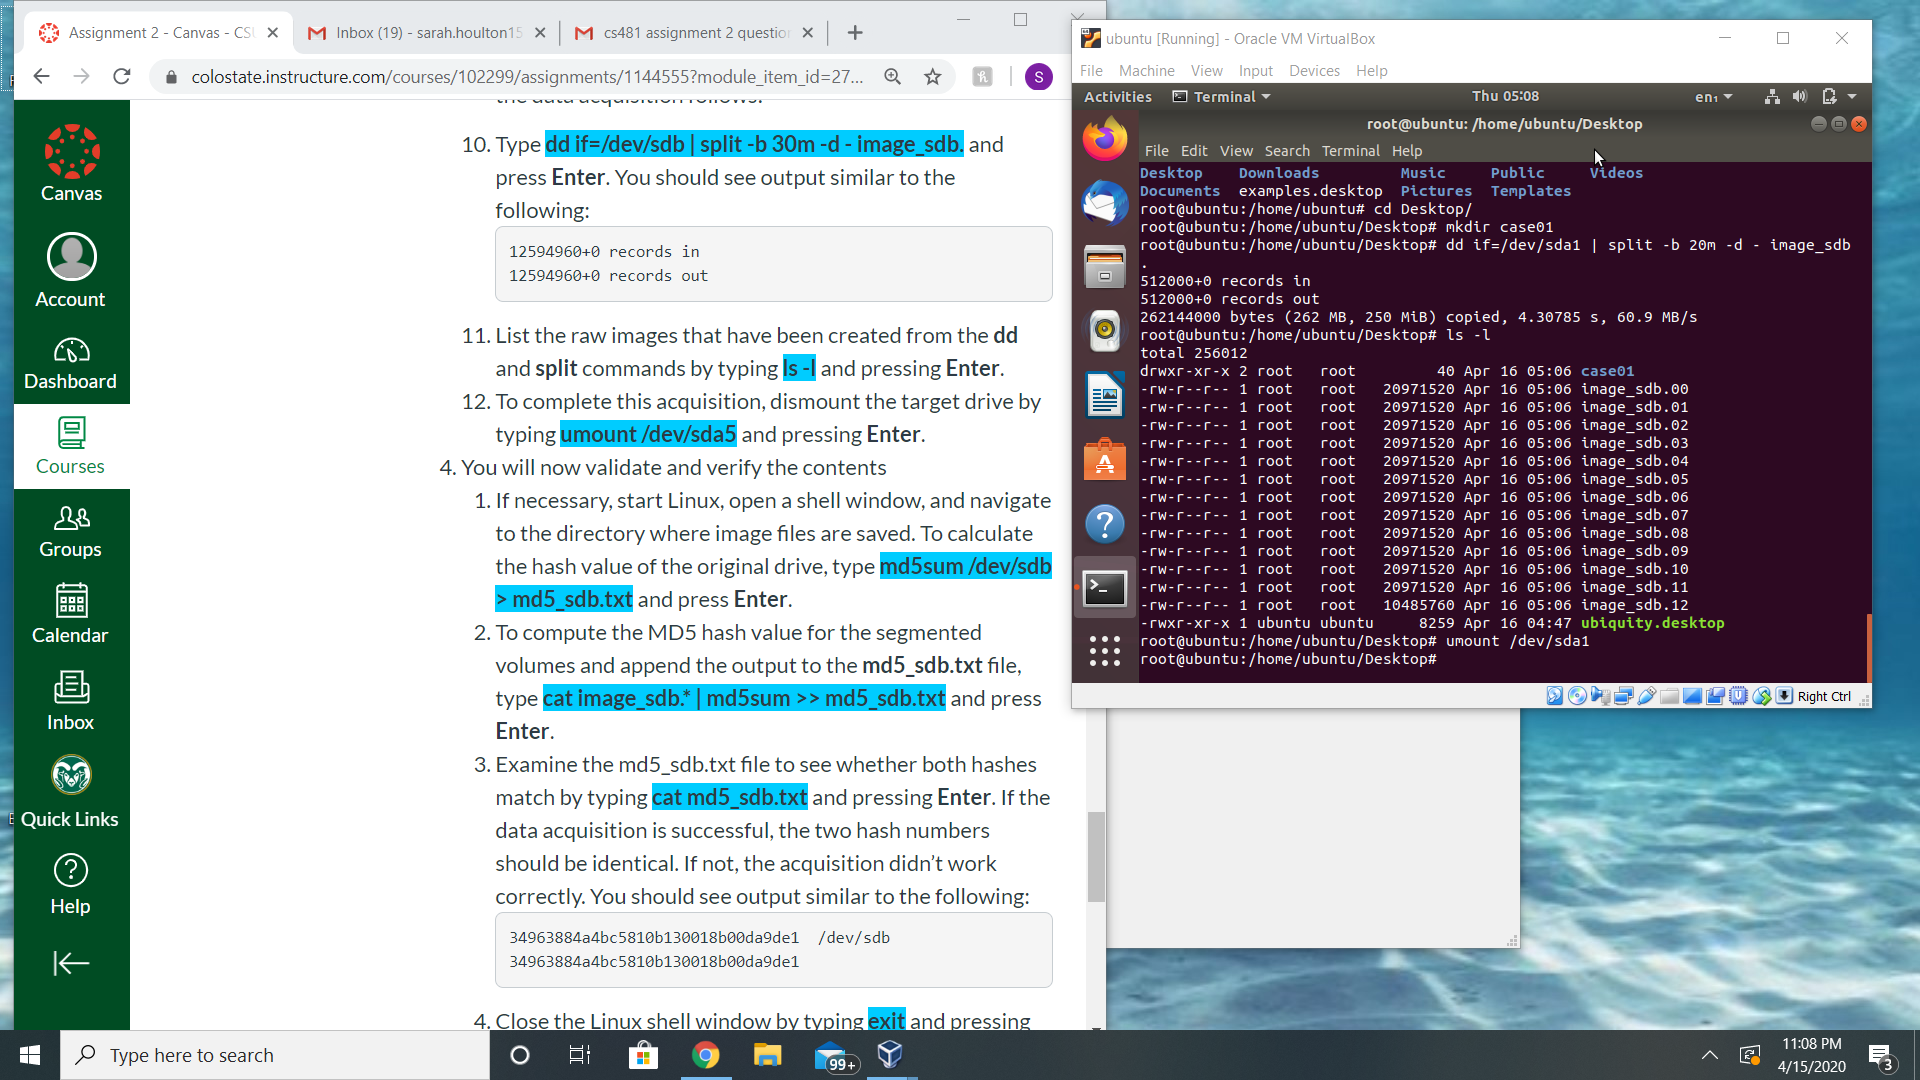 Assignment 2 - Canvas - CSU
Inbox (19) - sarah.houlton15
cs481 assignment 2 question
colostate.instructure.com/courses/102299/assignments/1144555?module_item_id=27...
S
Canvas
Account
Dashboard
Courses
Groups
Calendar
Inbox
Quick Links
Help
the data acquisition follows.
10. Type dd if=/dev/sdb | split -b 30m -d - image_sdb. and
press Enter. You should see output similar to the
following:
12594960+0 records in
12594960+0 records out
11. List the raw images that have been created from the dd
and split commands by typing ls -l and pressing Enter.
12. To complete this acquisition, dismount the target drive by
typing umount /dev/sda5 and pressing Enter.
4. You will now validate and verify the contents
1. If necessary, start Linux, open a shell window, and navigate
to the directory where image files are saved. To calculate
the hash value of the original drive, type md5sum /dev/sdb
> md5_sdb.txt and press Enter.
2. To compute the MD5 hash value for the segmented
volumes and append the output to the md5_sdb.txt file,
type cat image_sdb.* | md5sum >> md5_sdb.txt and press
Enter.
3. Examine the md5_sdb.txt file to see whether both hashes
match by typing cat md5_sdb.txt and pressing Enter. If the
data acquisition is successful, the two hash numbers
should be identical. If not, the acquisition didn’t work
correctly. You should see output similar to the following:
34963884a4bc5810b130018b00da9de1  /dev/sdb
34963884a4bc5810b130018b00da9de1
4. Close the Linux shell window by typing exit and pressing
ubuntu [Running] - Oracle VM VirtualBox
File Machine View Input Devices Help
Activities Terminal Thu 05:08 en1
root@ubuntu: /home/ubuntu/Desktop
File Edit View Search Terminal Help
Desktop Downloads Music Public Videos
Documents examples.desktop Pictures Templates
root@ubuntu:/home/ubuntu# cd Desktop/
root@ubuntu:/home/ubuntu/Desktop# mkdir case01
root@ubuntu:/home/ubuntu/Desktop# dd if=/dev/sda1 | split -b 20m -d - image_sdb
.
512000+0 records in
512000+0 records out
262144000 bytes (262 MB, 250 MiB) copied, 4.30785 s, 60.9 MB/s
root@ubuntu:/home/ubuntu/Desktop# ls -l
total 256012
drwxr-xr-x 2 root root 40 Apr 16 05:06 case01
-rw-r--r-- 1 root root 20971520 Apr 16 05:06 image_sdb.00
-rw-r--r-- 1 root root 20971520 Apr 16 05:06 image_sdb.01
-rw-r--r-- 1 root root 20971520 Apr 16 05:06 image_sdb.02
-rw-r--r-- 1 root root 20971520 Apr 16 05:06 image_sdb.03
-rw-r--r-- 1 root root 20971520 Apr 16 05:06 image_sdb.04
-rw-r--r-- 1 root root 20971520 Apr 16 05:06 image_sdb.05
-rw-r--r-- 1 root root 20971520 Apr 16 05:06 image_sdb.06
-rw-r--r-- 1 root root 20971520 Apr 16 05:06 image_sdb.07
-rw-r--r-- 1 root root 20971520 Apr 16 05:06 image_sdb.08
-rw-r--r-- 1 root root 20971520 Apr 16 05:06 image_sdb.09
-rw-r--r-- 1 root root 20971520 Apr 16 05:06 image_sdb.10
-rw-r--r-- 1 root root 20971520 Apr 16 05:06 image_sdb.11
-rw-r--r-- 1 root root 10485760 Apr 16 05:06 image_sdb.12
-rwxr-xr-x 1 ubuntu ubuntu 8259 Apr 16 04:47 ubiquity.desktop
root@ubuntu:/home/ubuntu/Desktop# umount /dev/sda1
root@ubuntu:/home/ubuntu/Desktop#
Right Ctrl
Type here to search
99+
11:08 PM
4/15/2020
3